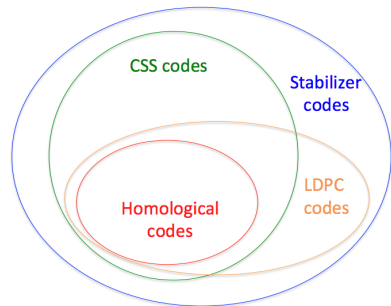 CSS codes
Stabilizer
codes
LDPC
codes
Homological
codes